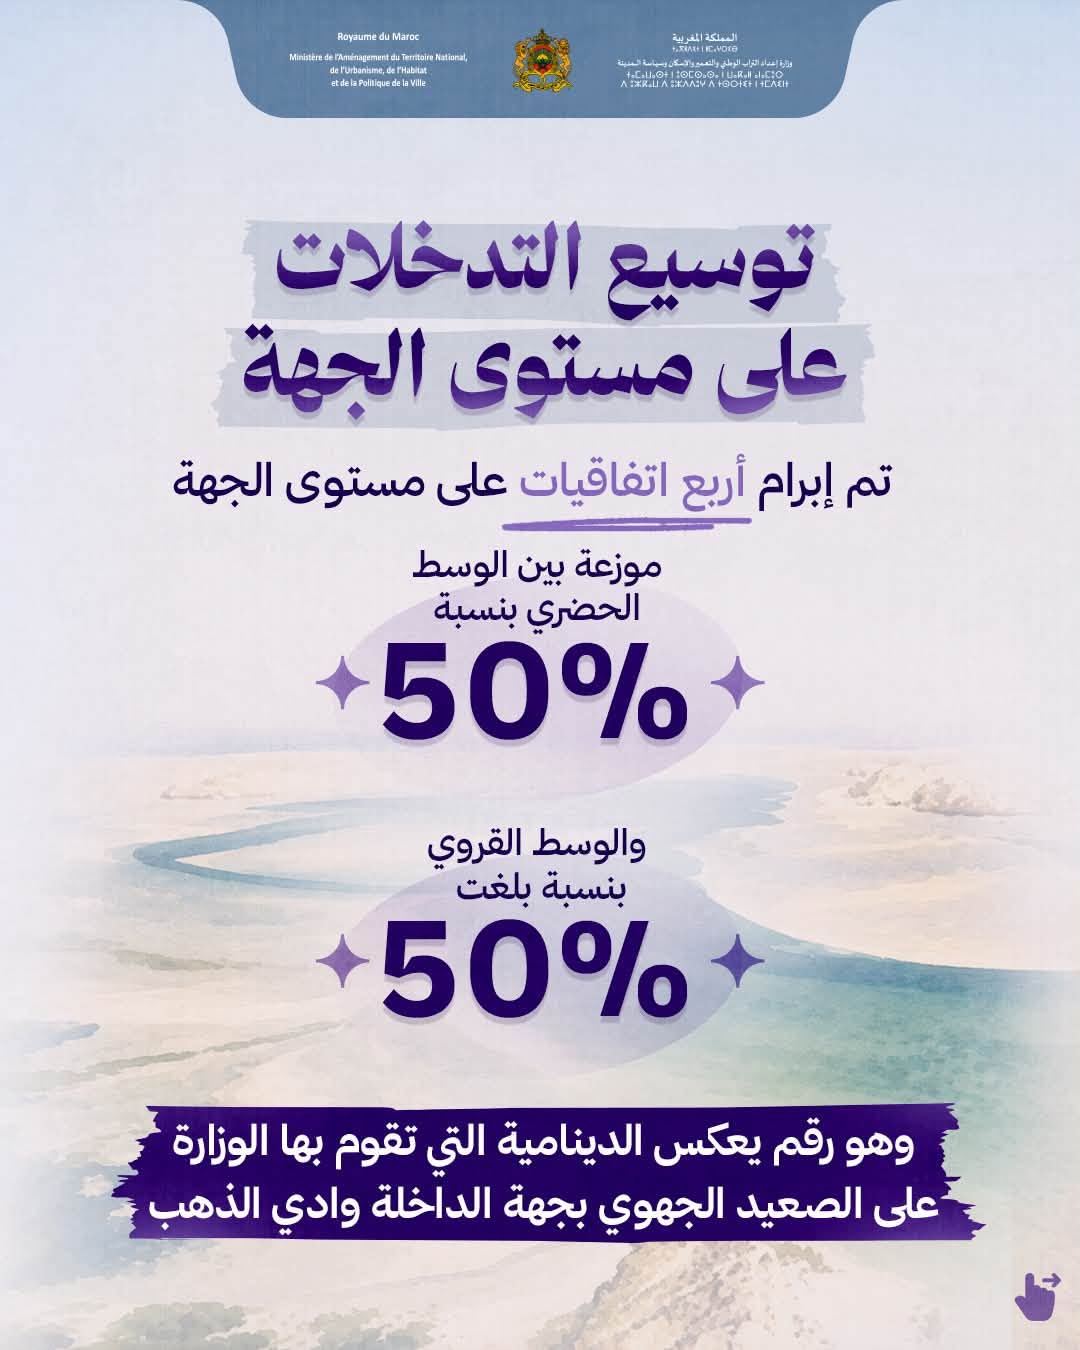 Royaume du Maroc
Ministère de l'Aménagement du Territoire National,
de l'Urbanisme, de l'Habitat
et de la Politique de la Ville
المملكة المغربية
ⵜⴰⴳⵍⴷⵉⵜ ⵏ ⵍⵎⵖⵔⵉⴱ
وزارة إعداد التراب الوطني والتعمير والإسكان وسياسة المدينة
توسيع التدخلات
على مستوى الجهة
تم إبرام أربع اتفاقيات على مستوى الجهة
موزعة بين الوسط
الحضري بنسبة
50%
والوسط القروي
بنسبة بلغت
50%
وهو رقم يعكس الدينامية التي تقوم بها الوزارة
على الصعيد الجهوي بجهة الداخلة وادي الذهب